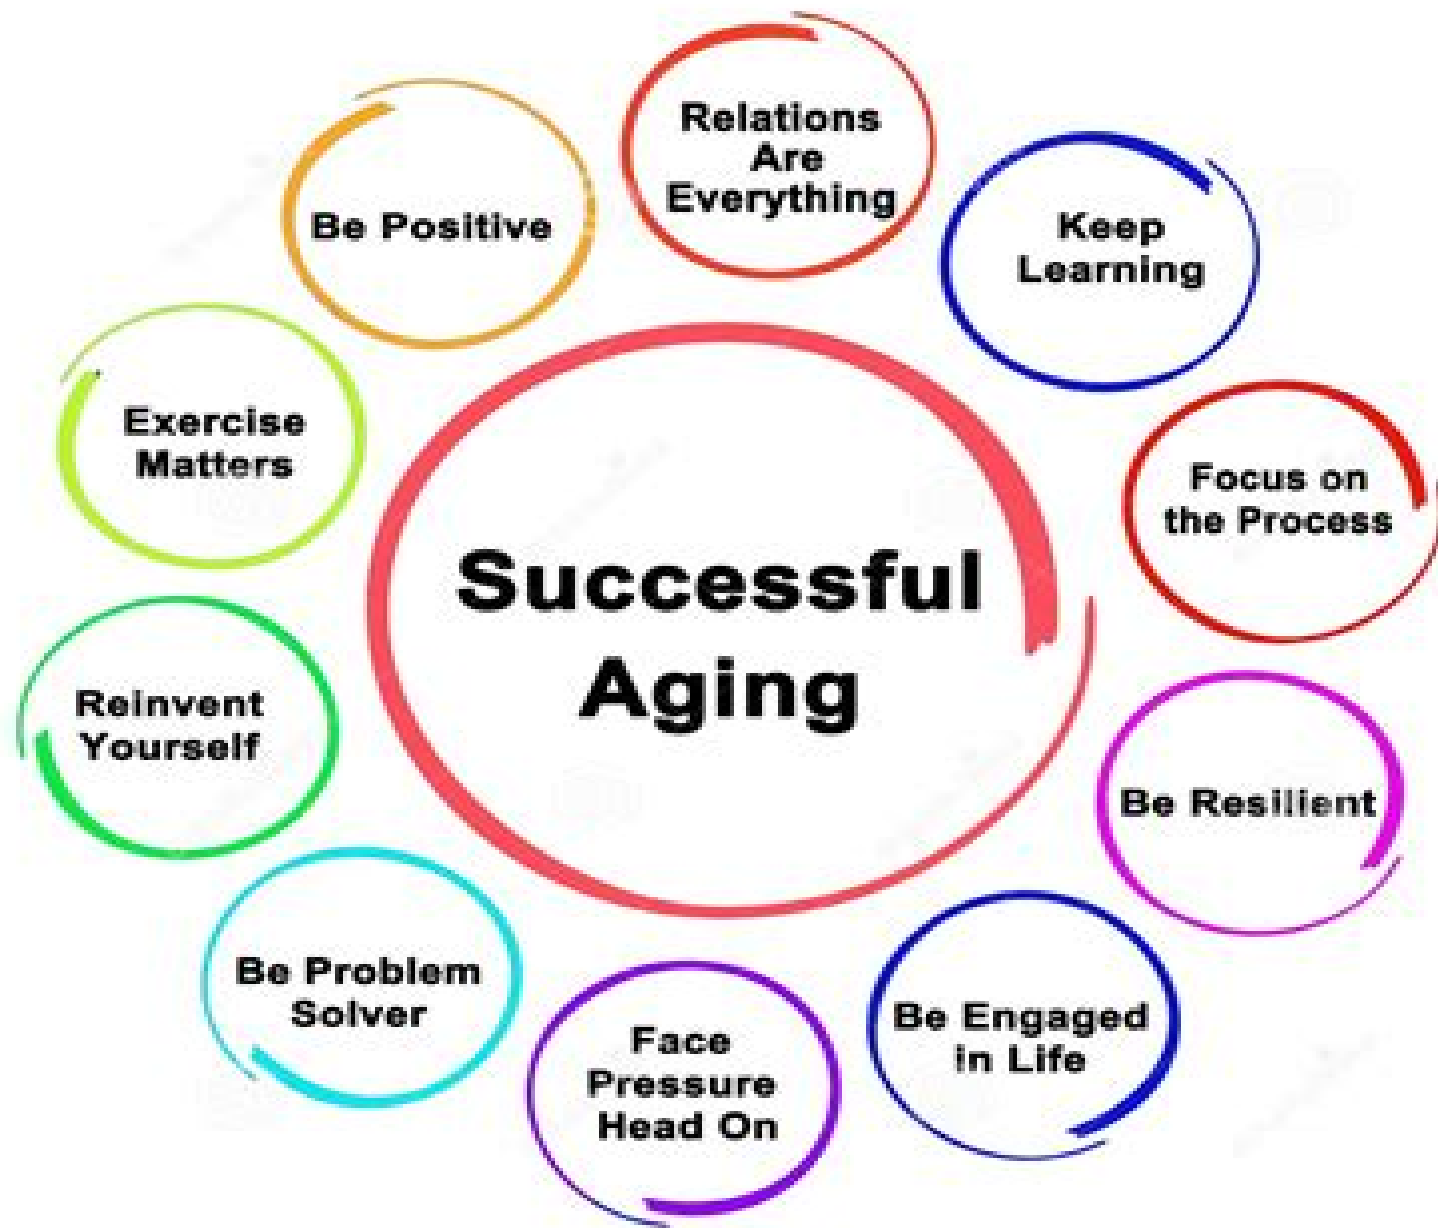 Relations
Are
Everything
Keep
Learning
Focus on
the Process
Be Resilient
Be Engaged
in Life
Face
Pressure
Head On
Be Problem
Solver
Reinvent
Yourself
Exercise
Matters
Be Positive
Successful
Aging